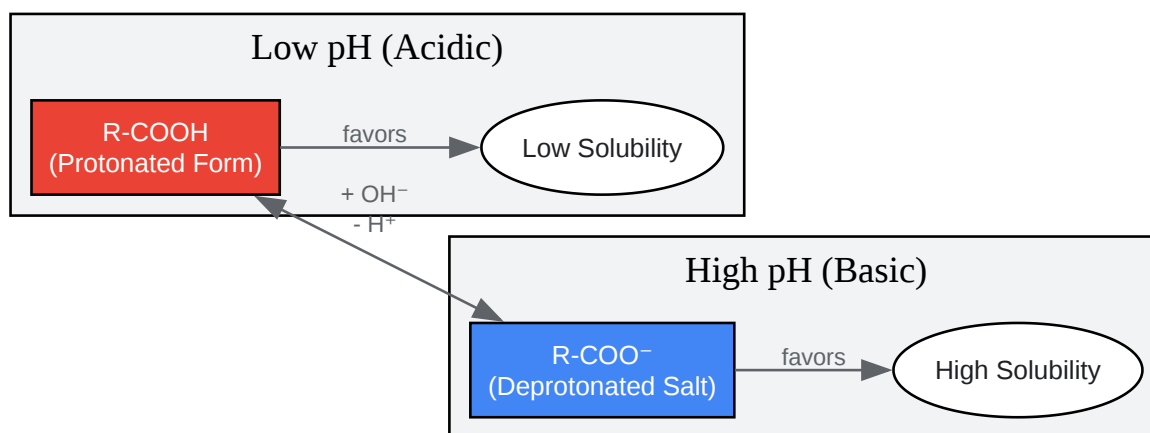 Low pH (Acidic)
R-COOH
(Protonated Form)
favors
Low Solubility
+ OH⁻
- H⁺
High pH (Basic)
R-COO⁻
(Deprotonated Salt)
favors
High Solubility